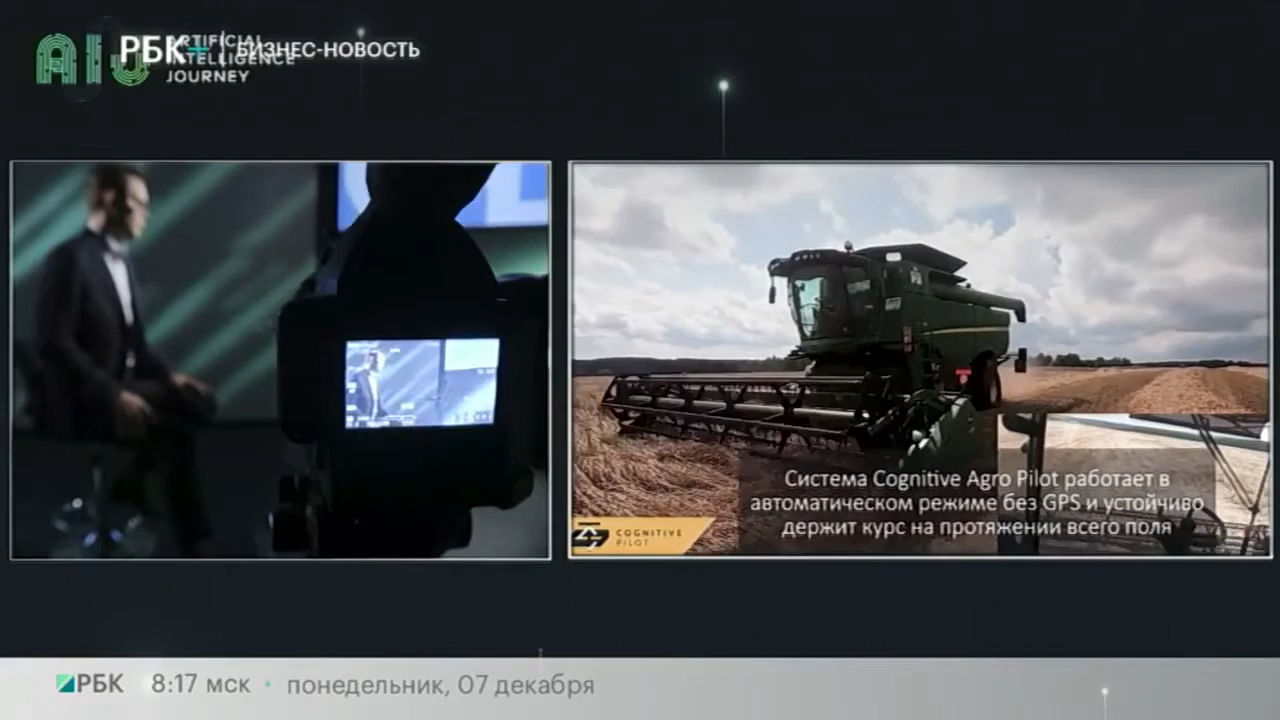 РБК+ | БИЗНЕС-НОВОСТЬ
AIJ
ARTIFICIAL
INTELLIGENCE
JOURNEY
Система Cognitive Agro Pilot работает в
автоматическом режиме без GPS и устойчиво
держит курс на протяжении всего поля
COGNITIVE
PILOT
РБК 8:17 мск • понедельник, 07 декабря